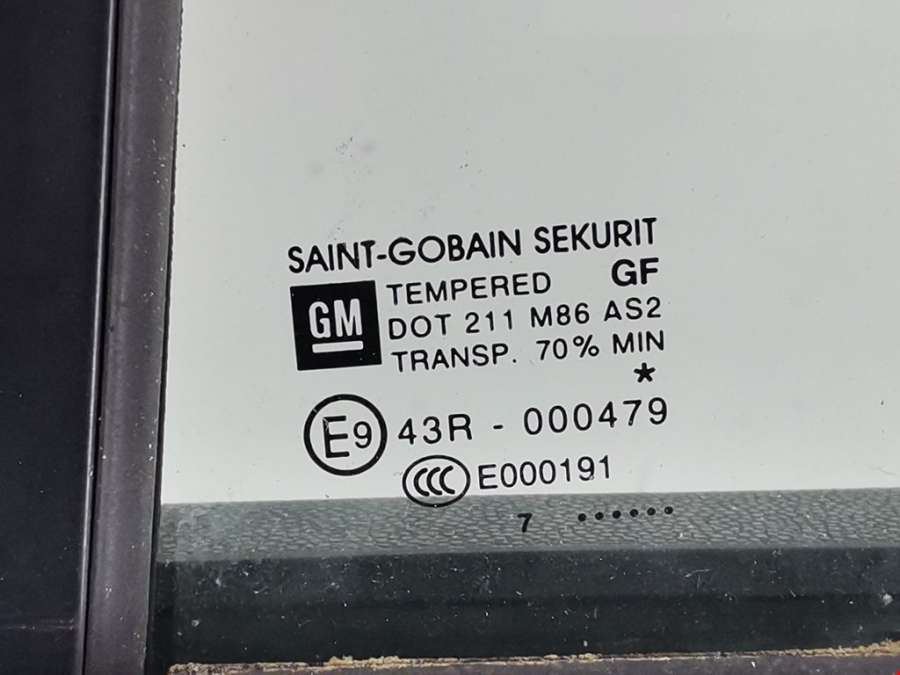 SAINT-GOBAIN SEKURIT
GM TEMPERED GF
DOT 211 M86 AS2
TRANSP. 70% MIN
*
E9 43R - 000479
CCC E000191
7 ......